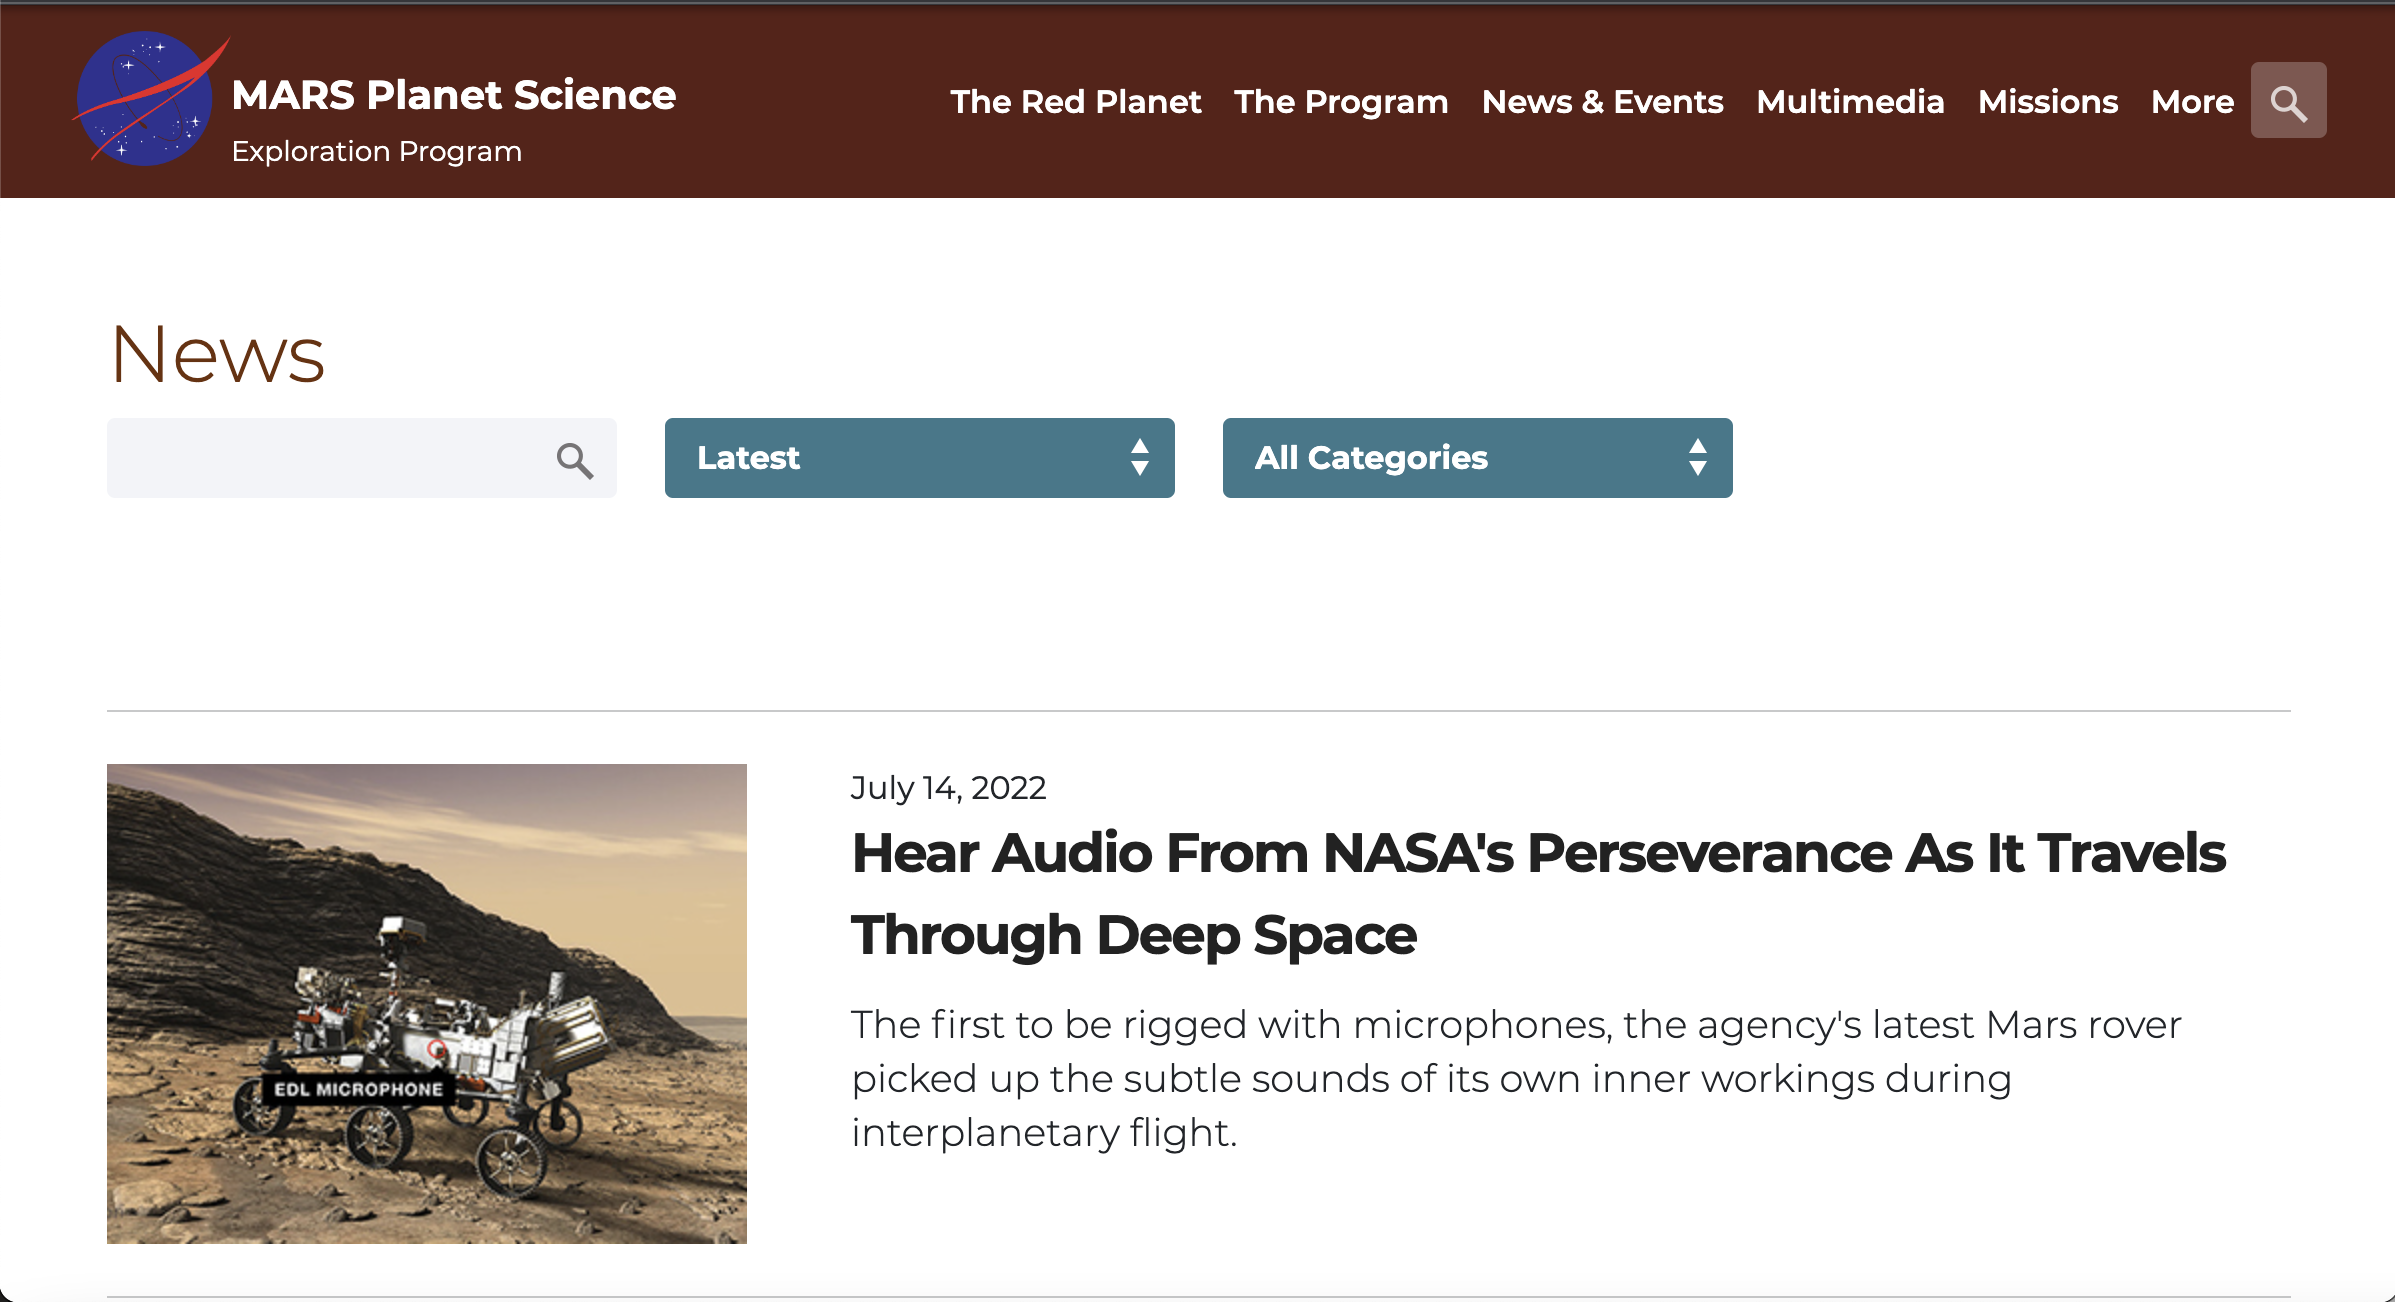 MARS Planet Science
Exploration Program
The Red Planet The Program News & Events Multimedia Missions More
News
Latest
All Categories
July 14, 2022
Hear Audio From NASA's Perseverance As It Travels
Through Deep Space
The first to be rigged with microphones, the agency's latest Mars rover
picked up the subtle sounds of its own inner workings during
interplanetary flight.
EDL MICROPHONE